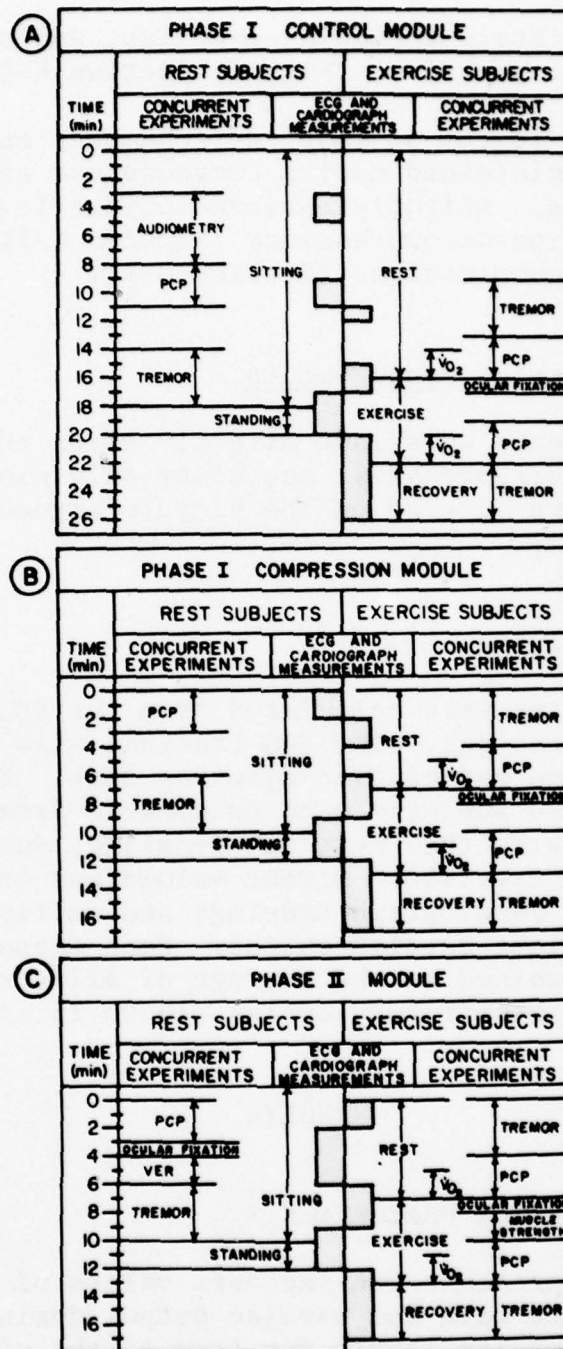 A
PHASE I CONTROL MODULE
REST SUBJECTS
EXERCISE SUBJECTS
TIME (min)
CONCURRENT EXPERIMENTS
ECG AND CARDIOGRAPH MEASUREMENTS
CONCURRENT EXPERIMENTS
0
2
4
6
8
10
12
14
16
18
20
22
24
26
AUDIOMETRY
PCP
TREMOR
SITTING
STANDING
REST
EXERCISE
RECOVERY
V̇O₂
V̇O₂
TREMOR
PCP
OCULAR FIXATION
PCP
TREMOR
B
PHASE I COMPRESSION MODULE
REST SUBJECTS
EXERCISE SUBJECTS
TIME (min)
CONCURRENT EXPERIMENTS
ECG AND CARDIOGRAPH MEASUREMENTS
CONCURRENT EXPERIMENTS
0
2
4
6
8
10
12
14
16
PCP
TREMOR
SITTING
STANDING
REST
EXERCISE
RECOVERY
V̇O₂
V̇O₂
TREMOR
PCP
OCULAR FIXATION
PCP
TREMOR
C
PHASE II MODULE
REST SUBJECTS
EXERCISE SUBJECTS
TIME (min)
CONCURRENT EXPERIMENTS
ECG AND CARDIOGRAPH MEASUREMENTS
CONCURRENT EXPERIMENTS
0
2
4
6
8
10
12
14
16
PCP
OCULAR FIXATION
VER
TREMOR
SITTING
STANDING
REST
EXERCISE
RECOVERY
V̇O₂
V̇O₂
TREMOR
PCP
OCULAR FIXATION
MUSCLE STRENGTH
PCP
TREMOR